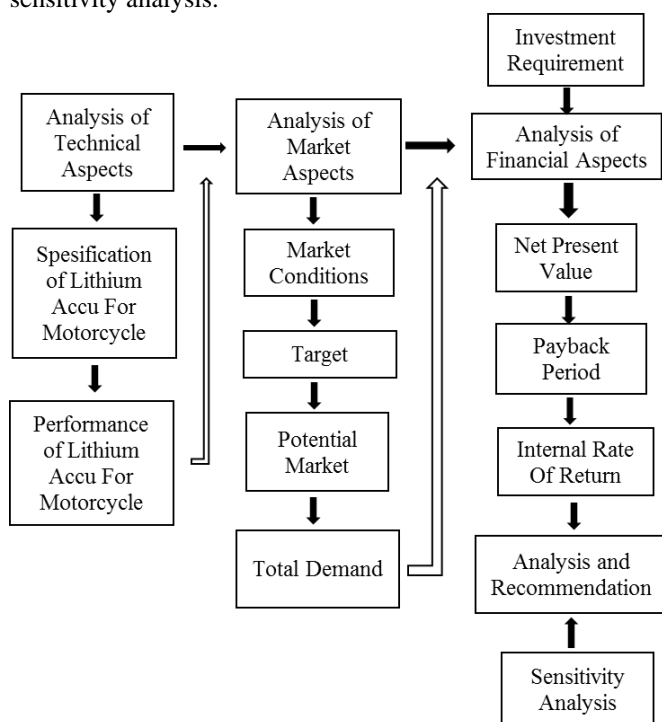 sensitivity analysis.
Analysis of
Technical
Aspects
Spesification
of Lithium
Accu For
Motorcycle
Performance
of Lithium
Accu For
Motorcycle
Analysis of
Market
Aspects
Market
Conditions
Target
Potential
Market
Total Demand
Investment
Requirement
Analysis of
Financial Aspects
Net Present
Value
Payback
Period
Internal Rate
Of Return
Analysis and
Recommendation
Sensitivity
Analysis